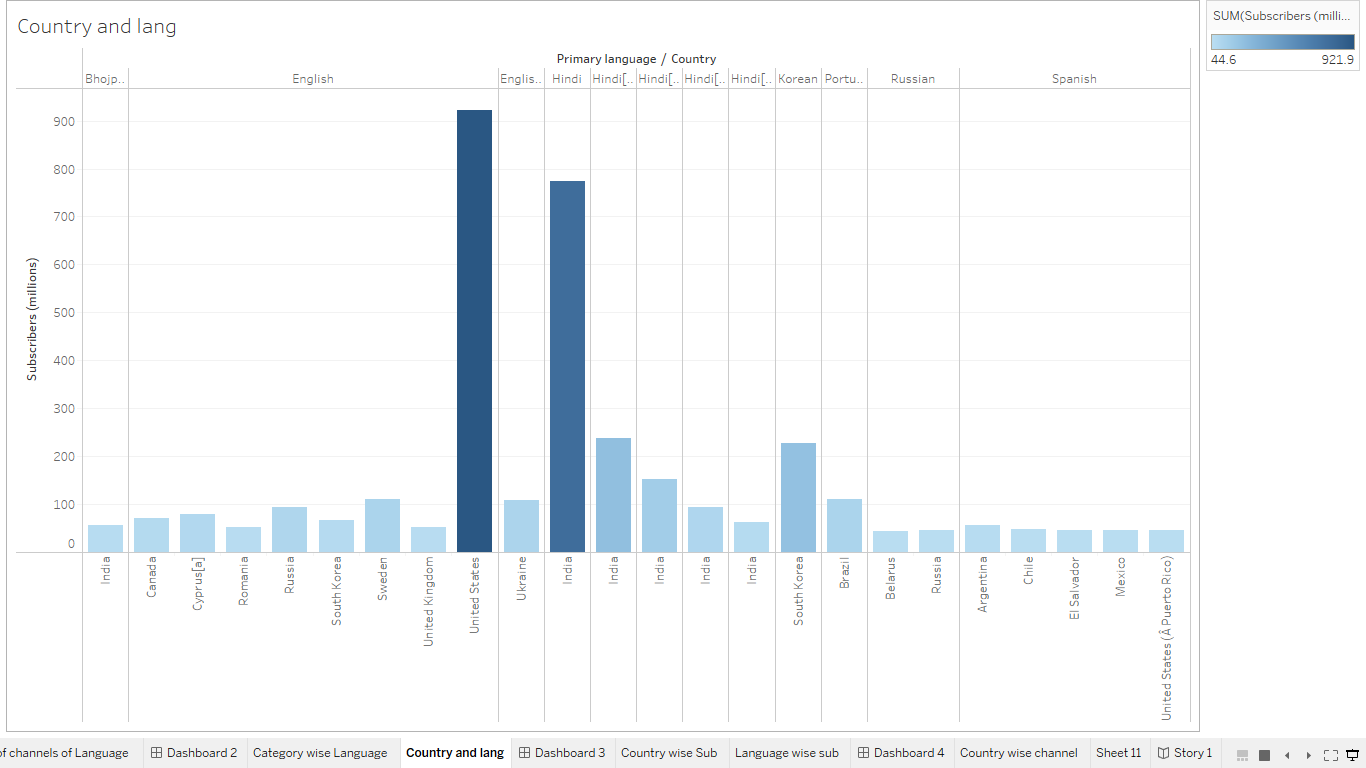 Country and lang
SUM(Subscribers (milli...
44.6 921.9
Primary language / Country
Bhojp.. English Englis.. Hindi Hindi[.. Hindi[.. Hindi[.. Hindi[.. Korean Portu.. Russian Spanish
Subscribers (millions)
900
800
700
600
500
400
300
200
100
0
India
Canada
Cyprus[a]
Romania
Russia
South Korea
Sweden
United Kingdom
United States
Ukraine
India
India
India
India
India
South Korea
Brazil
Belarus
Russia
Argentina
Chile
El Salvador
Mexico
United States (Â Puerto Rico)
of channels of Language Dashboard 2 Category wise Language Country and lang Dashboard 3 Country wise Sub Language wise sub Dashboard 4 Country wise channel Sheet 11 Story 1